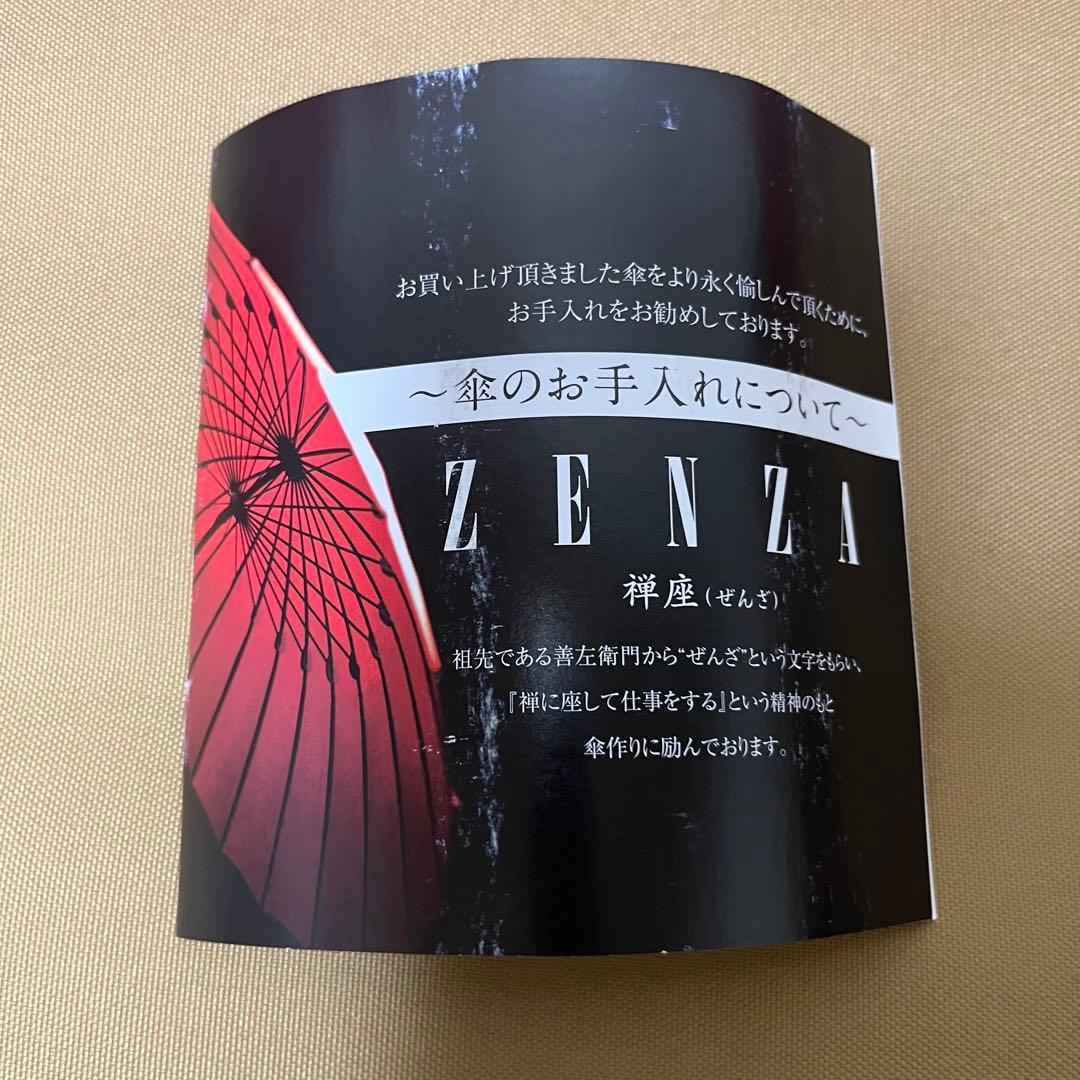 お買い上げ頂きました傘をより永く愉しんで頂くために、
お手入れをお勧めしております。
～傘のお手入れについて～
ZENZA
禅座(ぜんざ)
祖先である善左衛門から“ぜんざ”という文字をもらい、
『禅に座して仕事をする』という精神のもと
傘作りに励んでおります。